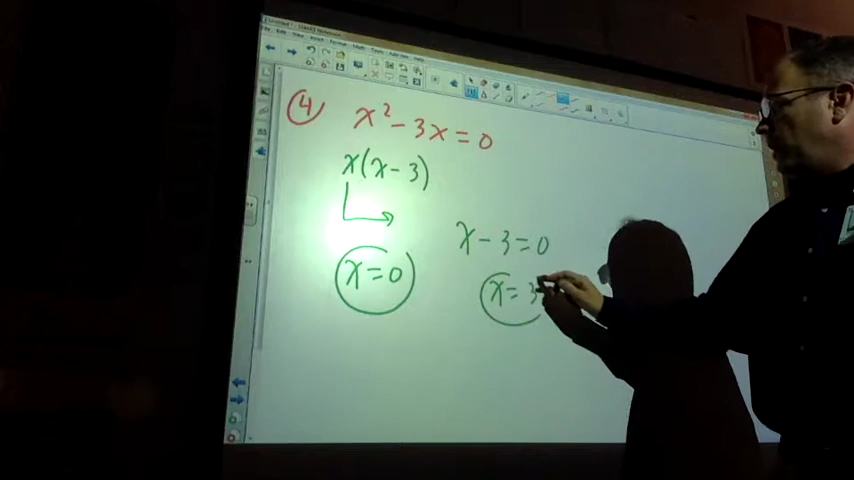 ④ x² - 3x = 0
x(x - 3)
x - 3 = 0
x = 0
x = 3